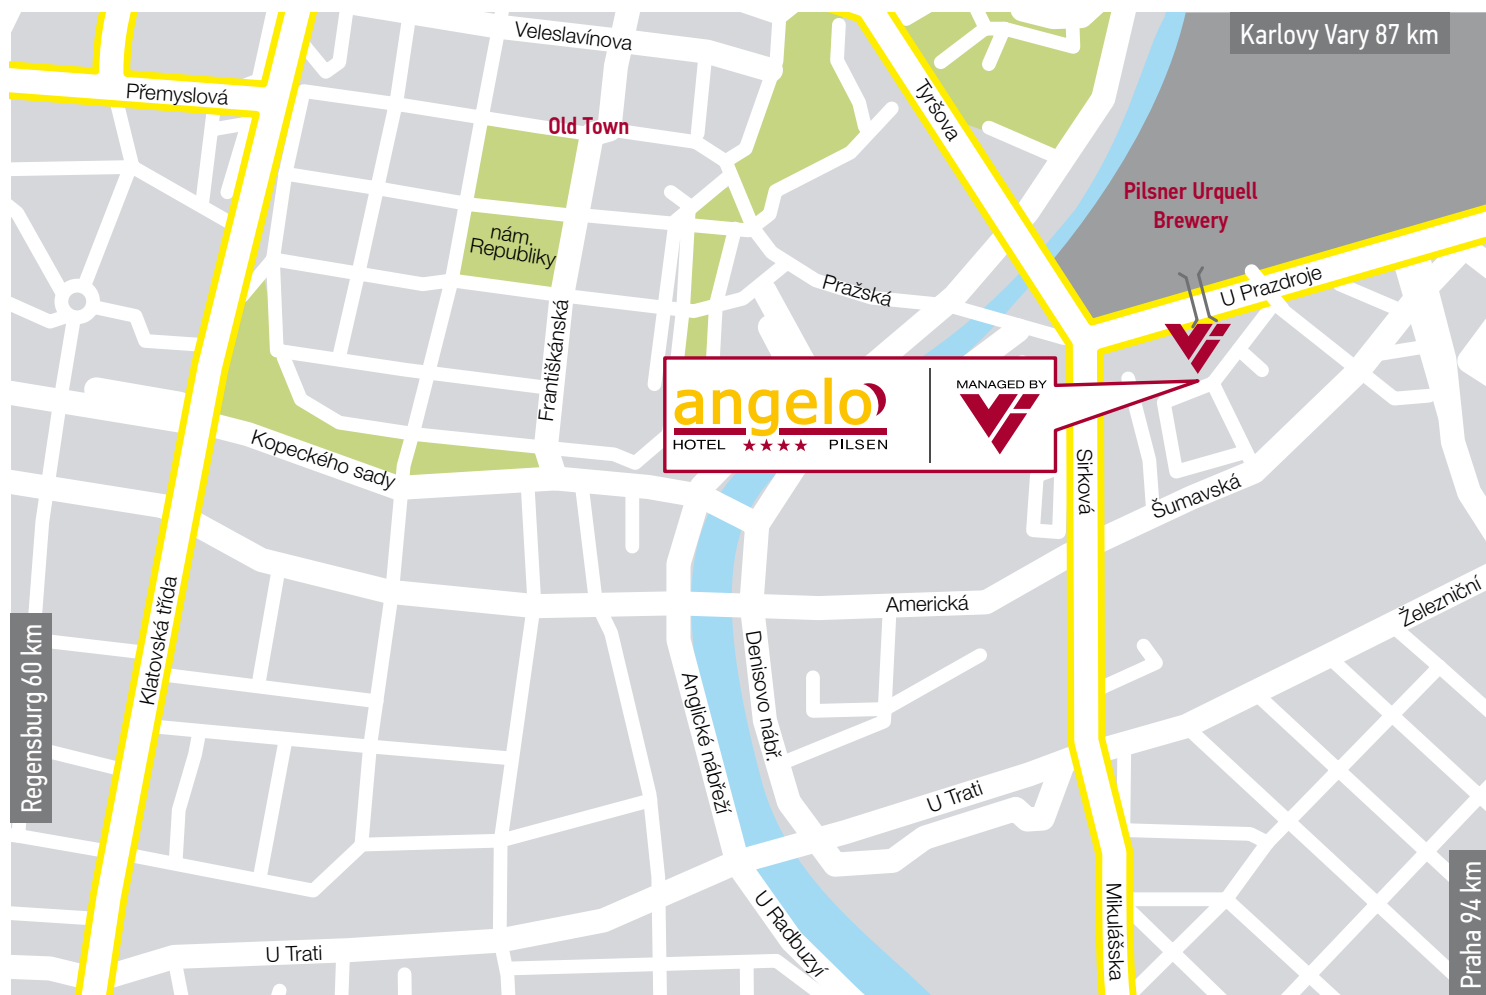 Veleslavínova
Karlovy Vary 87 km
Přemyslová
Tyršova
Old Town
Pilsner Urquell
Brewery
nám.
Republiky
Pražská
U Prazdroje
Františkánská
angelo
HOTEL ★★★★ PILSEN
MANAGED BY
Kopeckého sady
Sirková
Šumavská
Klatovská třída
Americká
Železniční
Regensburg 60 km
Anglické nábřeží
Denisovo nábř.
U Trati
Mikulášska
Praha 94 km
U Radbuzyí
U Trati